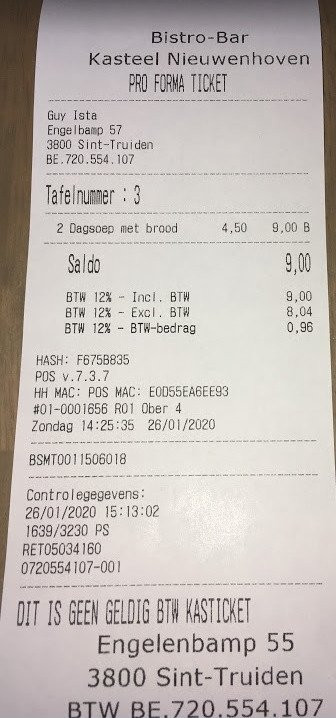 Bistro-Bar
Kasteel Nieuwenhoven
PRO FORMA TICKET
Guy Ista
Engelbamp 57
3800 Sint-Truiden
BE.720.554.107
Tafelnummer : 3
2 Dagsoep met brood 4,50 9,00 B
Saldo 9,00
BTW 12% - Incl. BTW 9,00
BTW 12% - Excl. BTW 8,04
BTW 12% - BTW-bedrag 0,96
HASH: F675B835
POS v.7.3.7
HH MAC: POS MAC: E0D55EA6EE93
#01-0001656 R01 Ober 4
Zondag 14:25:35 26/01/2020
BSMT0011506018
Controlegegevens:
26/01/2020 15:13:02
1639/3230 PS
RET05034160
0720554107-001
DIT IS GEEN GELDIG BTW KASTICKET
Engelenbamp 55
3800 Sint-Truiden
BTW BE.720.554.107